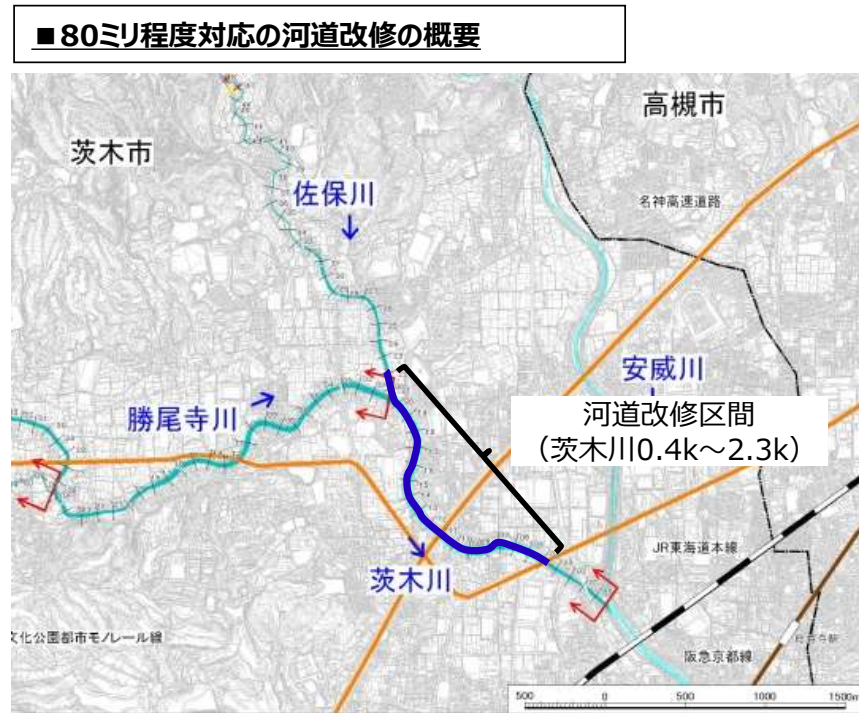 ■80ミリ程度対応の河道改修の概要
高槻市
茨木市
佐保川
↓
名神高速道路
安威川
河道改修区間
（茨木川0.4k～2.3k）
勝尾寺川
茨木川
JR東海道本線
文化公園都市モノレール線
阪急京都線
500 0 500 1000 1500m